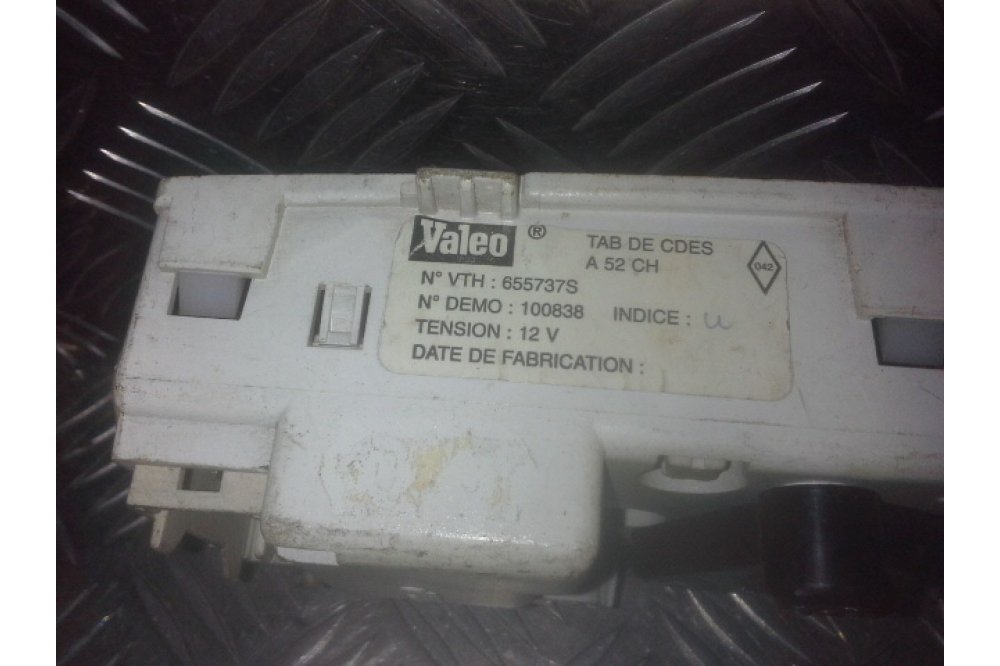 Valeo ® TAB DE CDES
A 52 CH 042
N° VTH : 655737S
N° DEMO : 100838 INDICE : u
TENSION : 12 V
DATE DE FABRICATION :